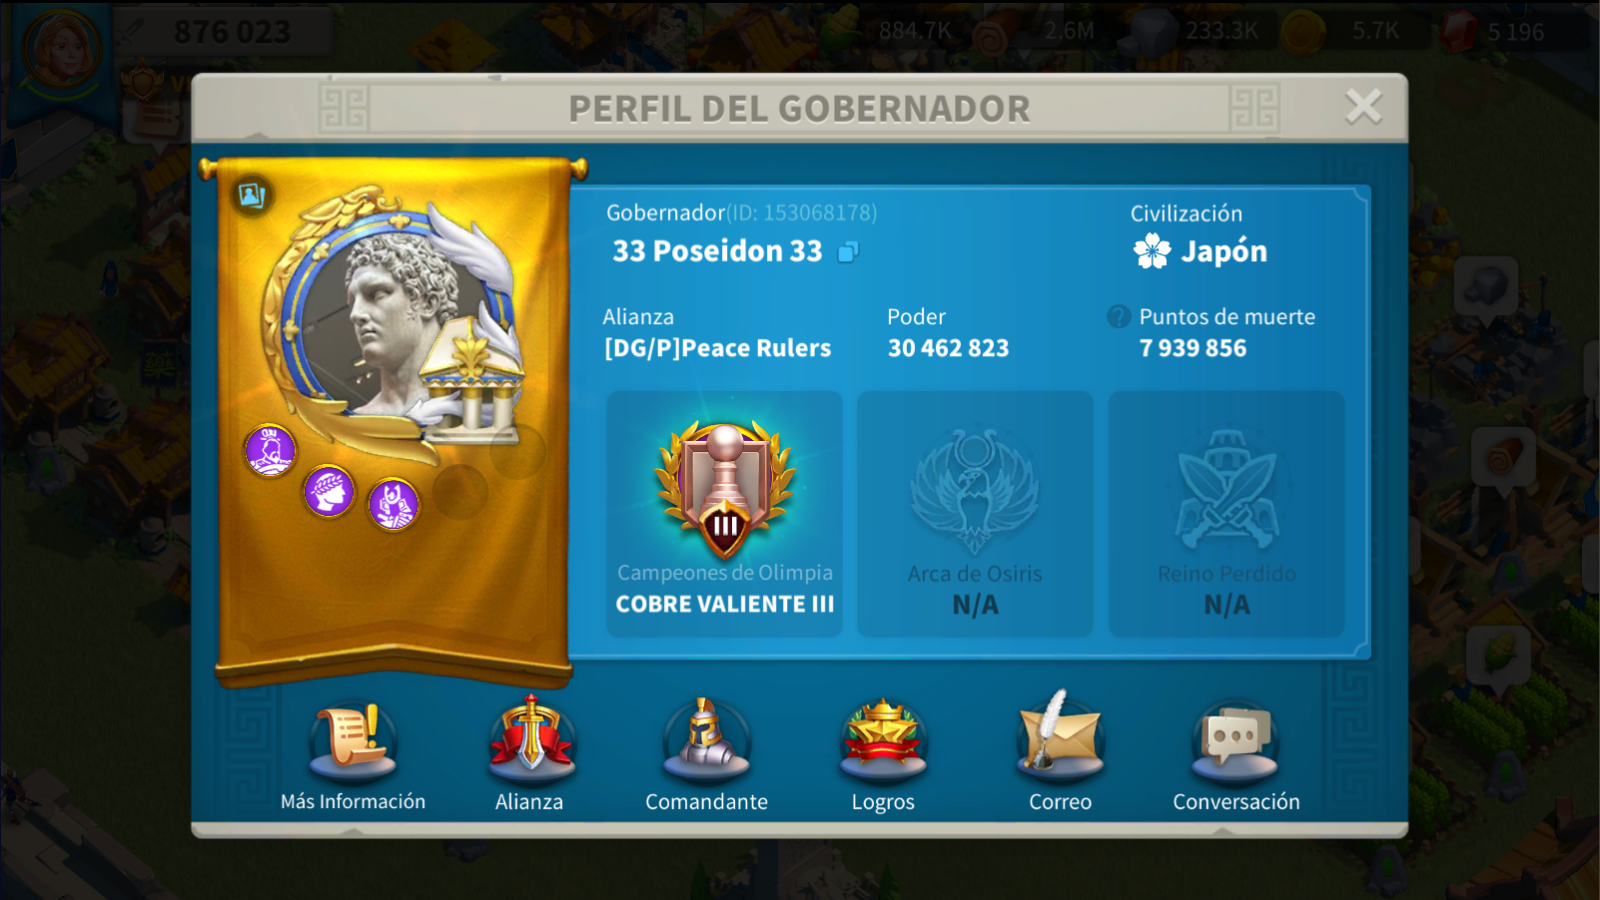 876 023
884.7K
2.6M
233.3K
5.7K
5 196
PERFIL DEL GOBERNADOR
Gobernador(ID: 153068178)
33 Poseidon 33
Civilización
Japón
Alianza
[DG/P]Peace Rulers
Poder
30 462 823
? Puntos de muerte
7 939 856
III
Campeones de Olimpia
COBRE VALIENTE III
Arca de Osiris
N/A
Reino Perdido
N/A
Más Información
Alianza
Comandante
Logros
Correo
Conversación